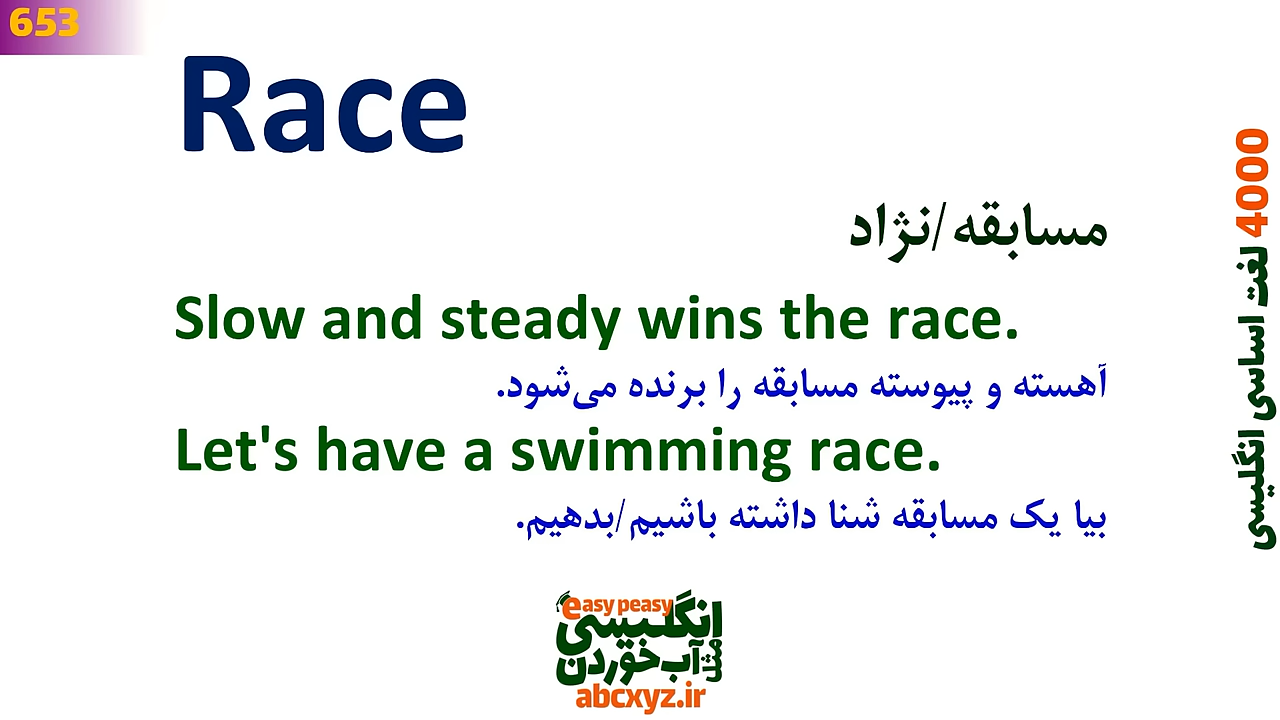 653
Race
مسابقه/نژاد
Slow and steady wins the race.
آهسته و پیوسته مسابقه را برنده می‌شود.
Let's have a swimming race.
بیا یک مسابقه شنا داشته باشیم/بدهیم.
4000 لغت اساسی انگلیسی
easy peasy
انگلیسی
مثل آب خوردن
abcxyz.ir